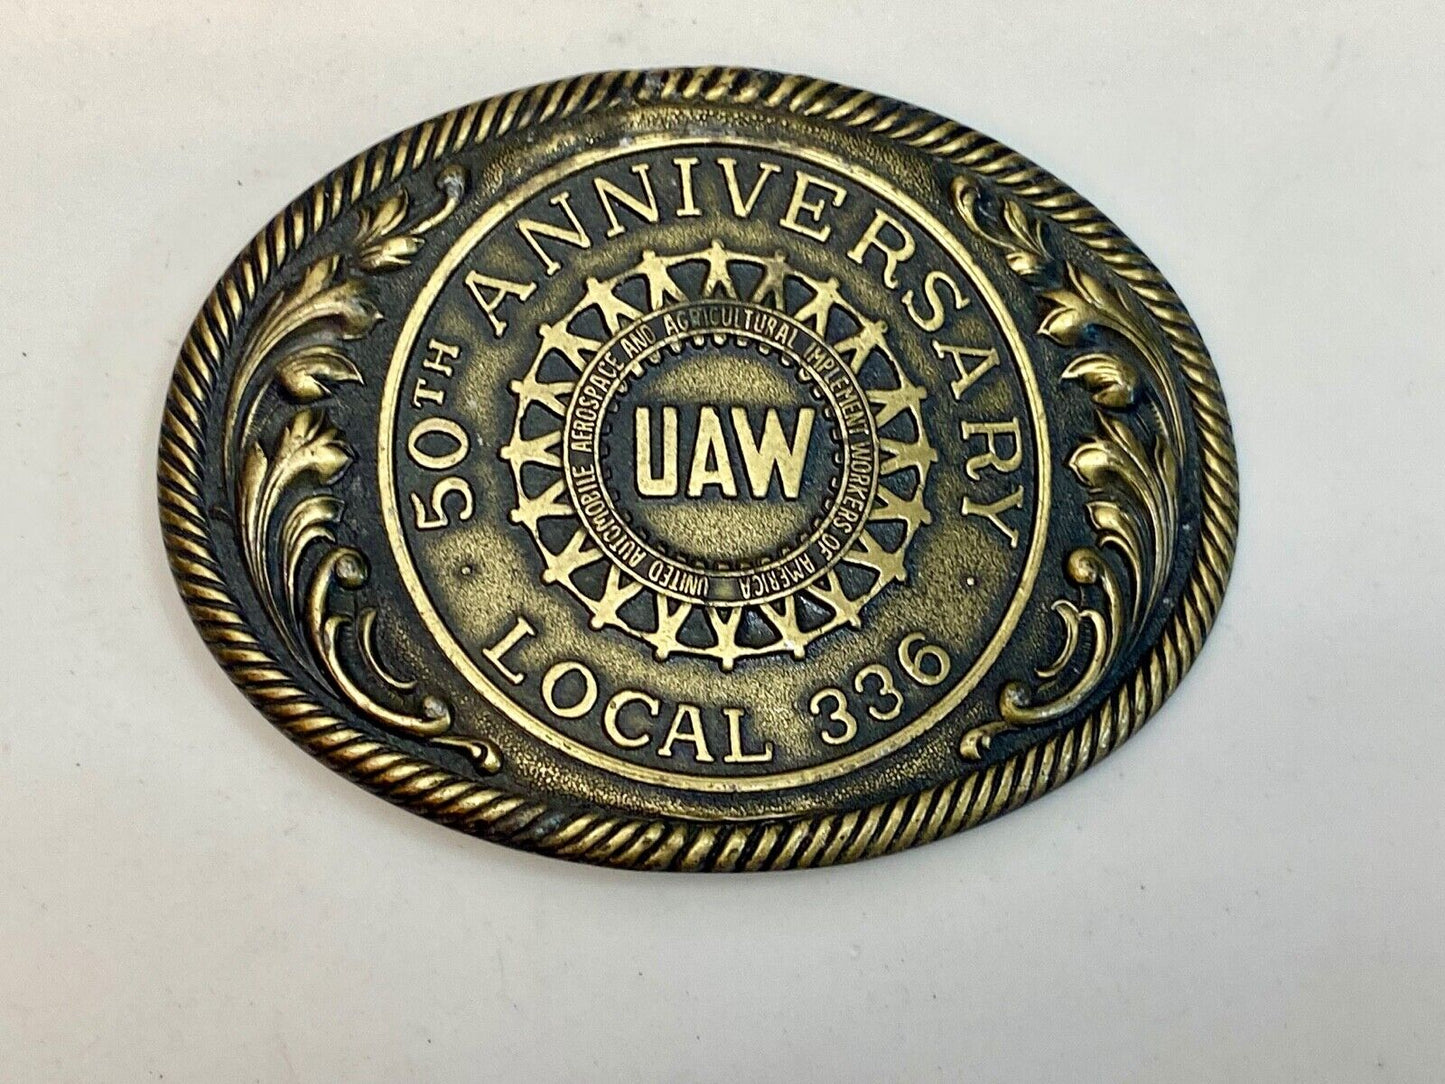 50TH ANNIVERSARY
UNITED AUTOMOBILE AEROSPACE AND AGRICULTURAL IMPLEMENT WORKERS OF AMERICA
UAW
· LOCAL 336 ·